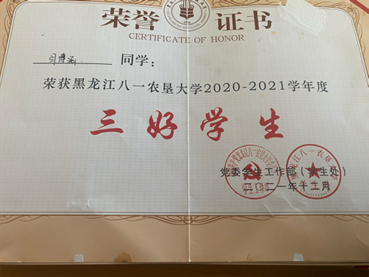 荣誉证书
CERTIFICATE OF HONOR
同学:
荣获黑龙江八一农垦大学2020-2021学年度
三好学生
党委学生工作部(学生处)
二〇二一年十二月